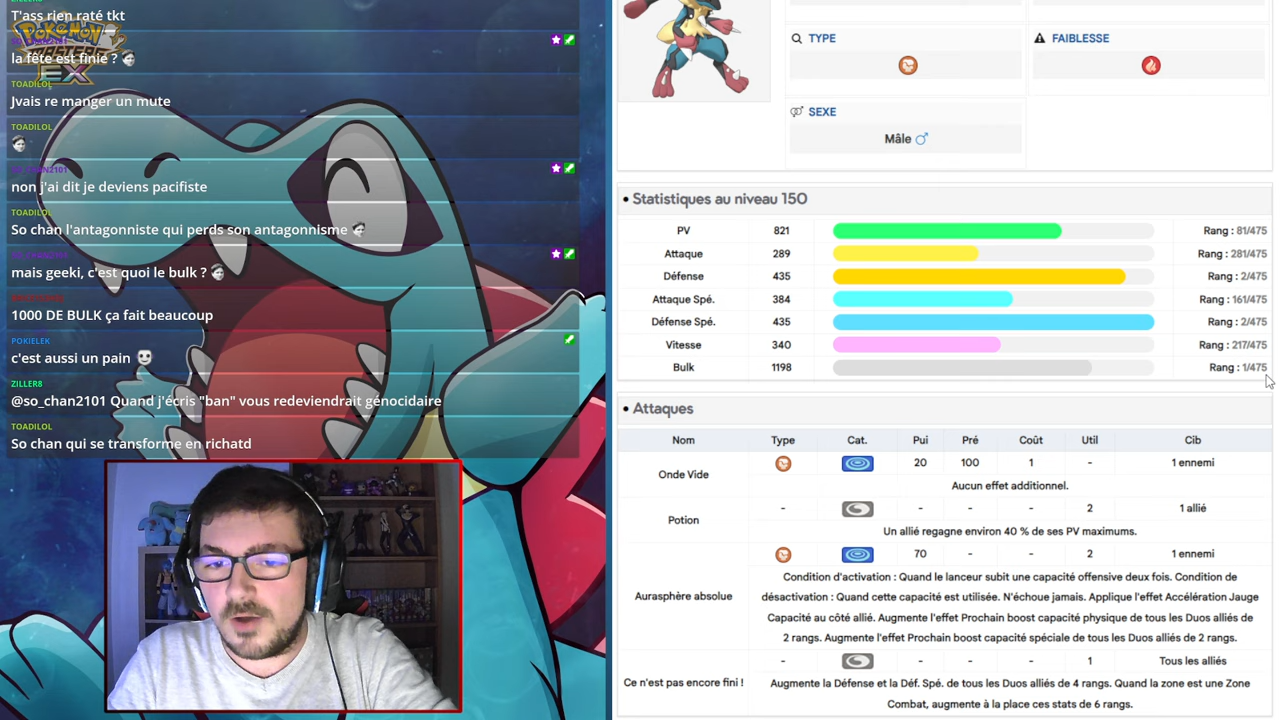 T'ass rien raté tkt
POKÉMON
MASTERS
EX
la fête est finie ?
TOADILOL
Jvais re manger un mute
TOADILOL
non j'ai dit je deviens pacifiste
TOADILOL
So chan l'antagonniste qui perds son antagonnisme
mais geeki, c'est quoi le bulk ?
1000 DE BULK ça fait beaucoup
POKIELEK
c'est aussi un pain
ZILLER8
@so_chan2101 Quand j'écris "ban" vous redeviendrait génocidaire
TOADILOL
So chan qui se transforme en richatd
TYPE
FAIBLESSE
SEXE
Mâle ♂
• Statistiques au niveau 150
PV 821 Rang : 81/475
Attaque 289 Rang : 281/475
Défense 435 Rang : 2/475
Attaque Spé. 384 Rang : 161/475
Défense Spé. 435 Rang : 2/475
Vitesse 340 Rang : 217/475
Bulk 1198 Rang : 1/475
• Attaques
Nom Type Cat. Pui Pré Coût Util Cib
Onde Vide 20 100 1 - 1 ennemi
Aucun effet additionnel.
Potion - - - - 2 1 allié
Un allié regagne environ 40 % de ses PV maximums.
Aurasphère absolue 70 - - 2 1 ennemi
Condition d'activation : Quand le lanceur subit une capacité offensive deux fois. Condition de
désactivation : Quand cette capacité est utilisée. N'échoue jamais. Applique l'effet Accélération Jauge
Capacité au côté allié. Augmente l'effet Prochain boost capacité physique de tous les Duos alliés de
2 rangs. Augmente l'effet Prochain boost capacité spéciale de tous les Duos alliés de 2 rangs.
Ce n'est pas encore fini ! - - - - 1 Tous les alliés
Augmente la Défense et la Déf. Spé. de tous les Duos alliés de 4 rangs. Quand la zone est une Zone
Combat, augmente à la place ces stats de 6 rangs.